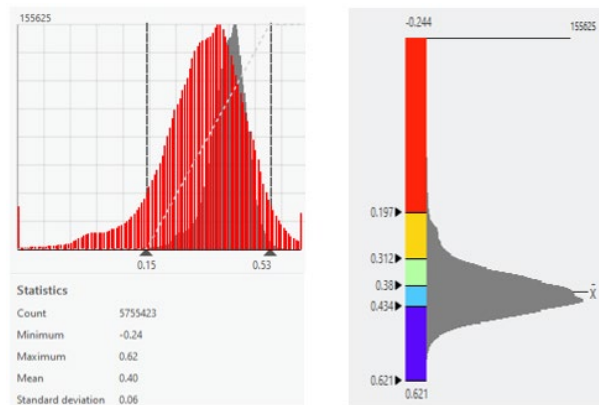 155625
0.15 0.53
Statistics
Count 5755423
Minimum -0.24
Maximum 0.62
Mean 0.40
Standard deviation 0.06
-0.244
155625
0.197
0.312
0.38
0.434
x̄
0.621
0.621